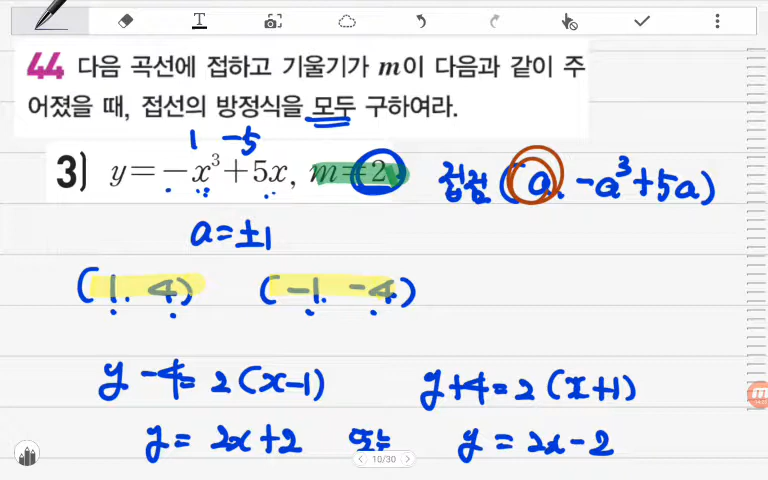 44 다음 곡선에 접하고 기울기가 m이 다음과 같이 주
어졌을 때, 접선의 방정식을 모두 구하여라.
1 -5
3) y=-x³+5x, m=2 접점 (a, -a³+5a)
a=±1
(1, 4) (-1, -4)
y-4=2(x-1) y+4=2(x+1)
y=2x+2 또는 y=2x-2
10/30